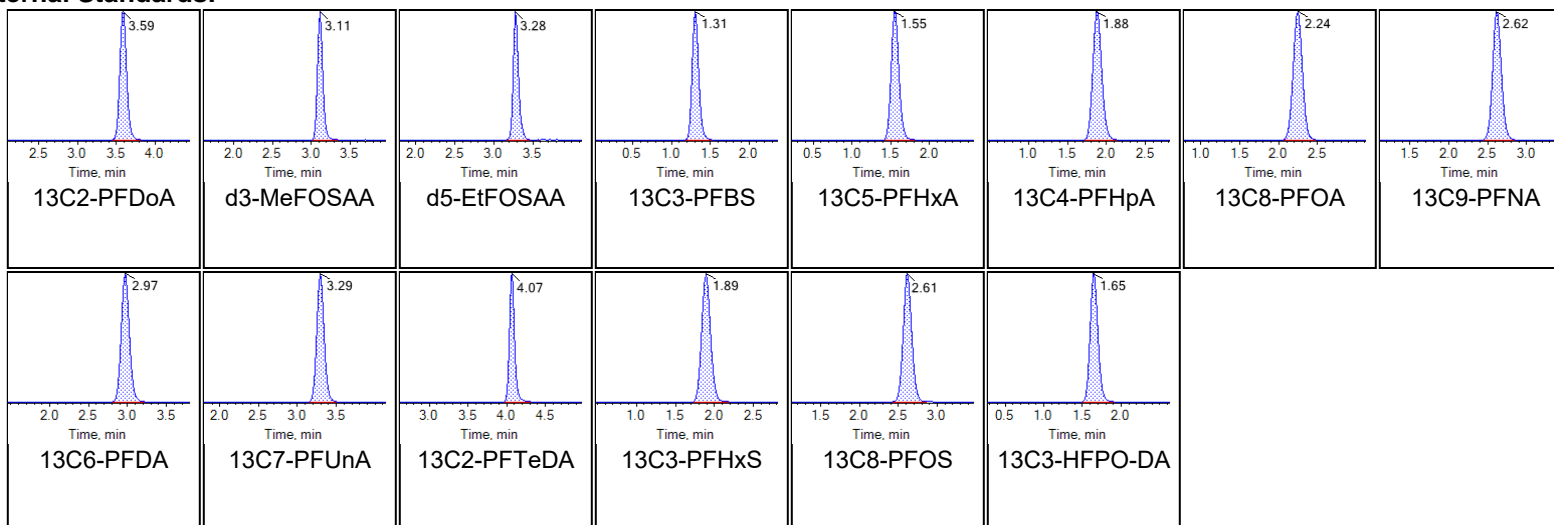 ternal Standards:
3.59
2.5 3.0 3.5 4.0
Time, min
13C2-PFDoA
3.11
2.0 2.5 3.0 3.5
Time, min
d3-MeFOSAA
3.28
2.0 2.5 3.0 3.5
Time, min
d5-EtFOSAA
1.31
0.5 1.0 1.5 2.0
Time, min
13C3-PFBS
1.55
0.5 1.0 1.5 2.0
Time, min
13C5-PFHxA
1.88
1.0 1.5 2.0 2.5
Time, min
13C4-PFHpA
2.24
1.0 1.5 2.0 2.5
Time, min
13C8-PFOA
2.62
1.5 2.0 2.5 3.0
Time, min
13C9-PFNA
2.97
2.0 2.5 3.0 3.5
Time, min
13C6-PFDA
3.29
2.0 2.5 3.0 3.5
Time, min
13C7-PFUnA
4.07
3.0 3.5 4.0 4.5
Time, min
13C2-PFTeDA
1.89
1.0 1.5 2.0 2.5
Time, min
13C3-PFHxS
2.61
1.5 2.0 2.5 3.0
Time, min
13C8-PFOS
1.65
0.5 1.0 1.5 2.0
Time, min
13C3-HFPO-DA